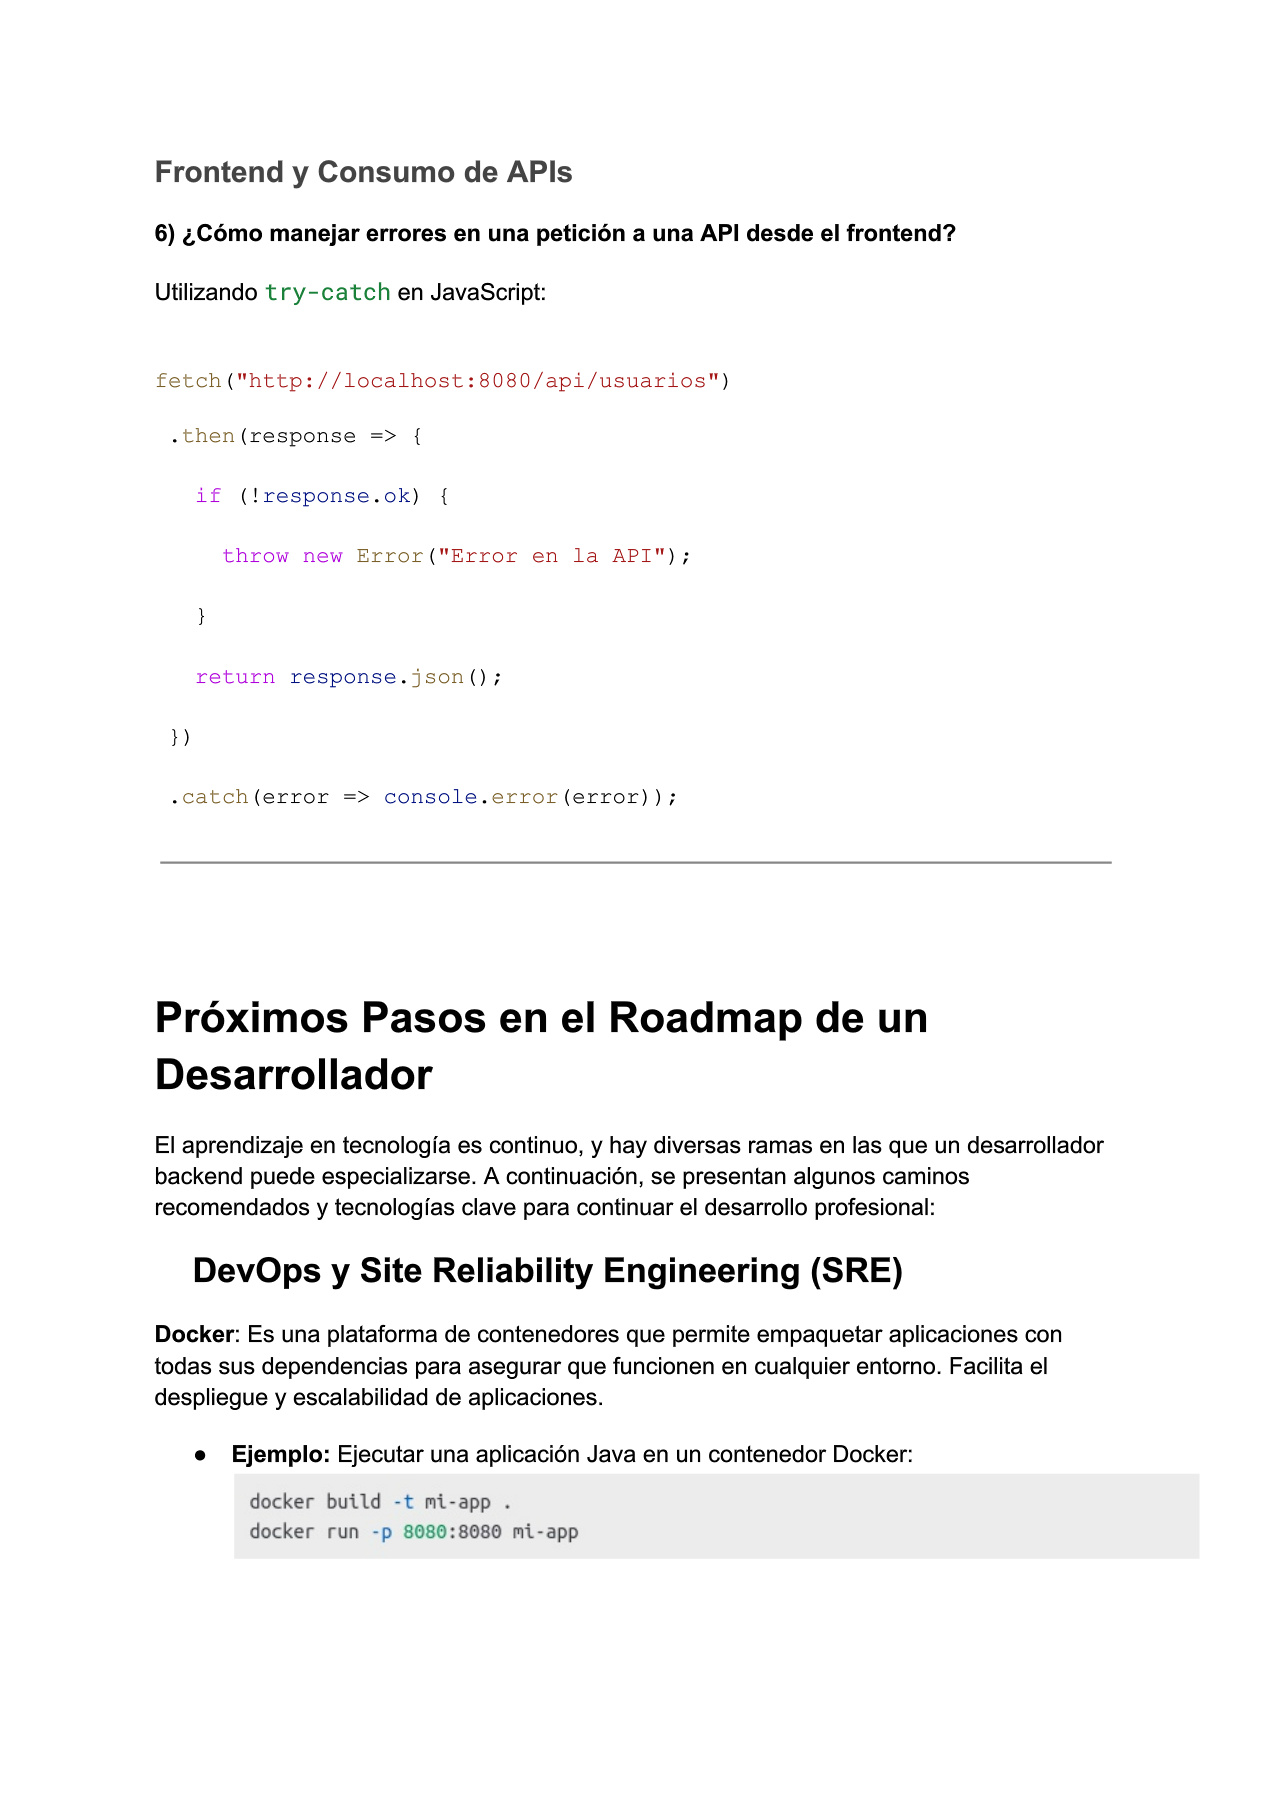 Frontend y Consumo de APIs
6) ¿Cómo manejar errores en una petición a una API desde el frontend?
Utilizando try-catch en JavaScript:
fetch("http://localhost:8080/api/usuarios")
.then(response => {
if (!response.ok) {
throw new Error("Error en la API");
}
return response.json();
})
.catch(error => console.error(error));
Próximos Pasos en el Roadmap de un
Desarrollador
El aprendizaje en tecnología es continuo, y hay diversas ramas en las que un desarrollador
backend puede especializarse. A continuación, se presentan algunos caminos
recomendados y tecnologías clave para continuar el desarrollo profesional:
DevOps y Site Reliability Engineering (SRE)
Docker: Es una plataforma de contenedores que permite empaquetar aplicaciones con
todas sus dependencias para asegurar que funcionen en cualquier entorno. Facilita el
despliegue y escalabilidad de aplicaciones.
● Ejemplo: Ejecutar una aplicación Java en un contenedor Docker:
docker build -t mi-app .
docker run -p 8080:8080 mi-app